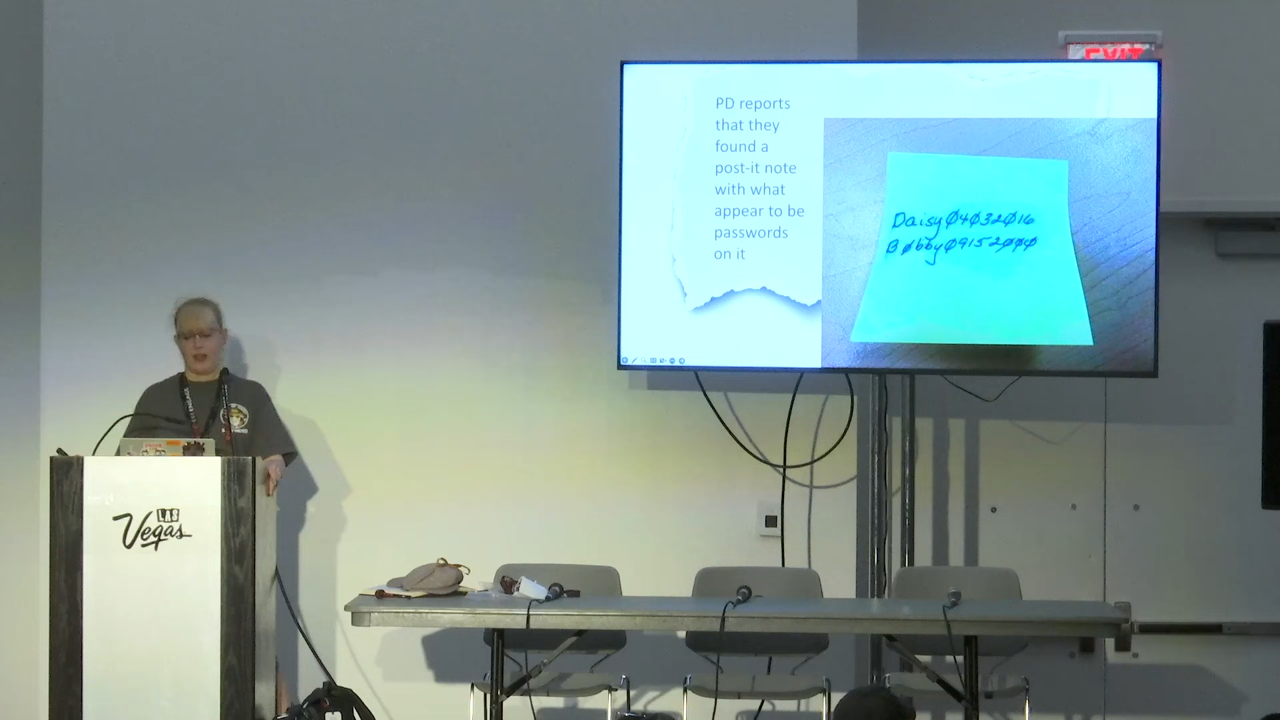 EXIT
PD reports
that they
found a
post-it note
with what
appear to be
passwords
on it
Daisy04032016
Bobby09152000
LAS
Vegas